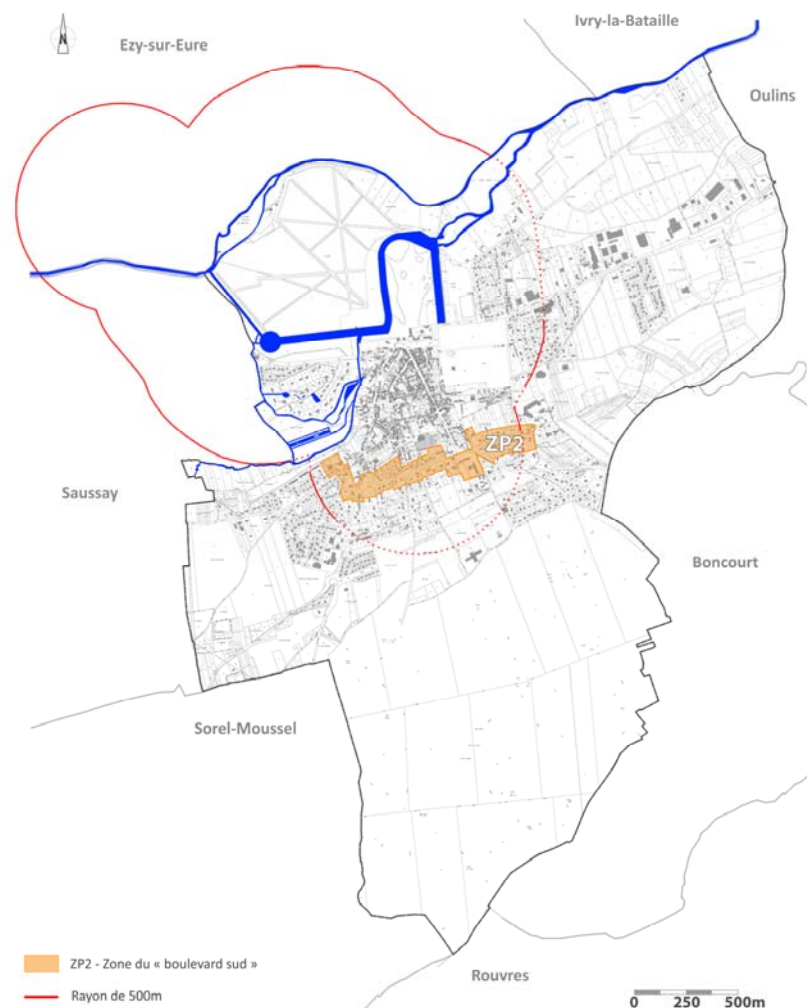 Ivry-la-Bataille
N
Ezy-sur-Eure
Oulins
ZP2
Saussay
Boncourt
Sorel-Moussel
ZP2 - Zone du « boulevard sud »
Rouvres
Rayon de 500m
0 250 500m